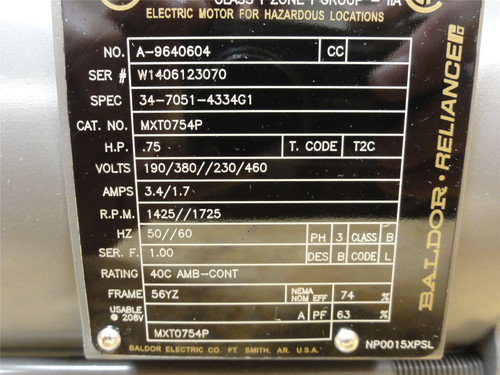 CLASS I ZONE 1 GROUP - IIA
ELECTRIC MOTOR FOR HAZARDOUS LOCATIONS
NO. A-9640604 CC
SER # W1406123070
SPEC 34-7051-4334G1
CAT. NO. MXT0754P
H.P. .75 T. CODE T2C
VOLTS 190/380//230/460
AMPS 3.4/1.7
R.P.M. 1425//1725
HZ 50//60 PH 3 CLASS B
SER. F. 1.00 DES B CODE L
RATING 40C AMB-CONT
FRAME 56YZ NEMA NOM EFF 74 %
USABLE @ 208V A PF 63 %
MXT0754P
BALDOR ELECTRIC CO. FT. SMITH, AR. U.S.A.
NP0015XPSL
BALDOR · RELIANCE